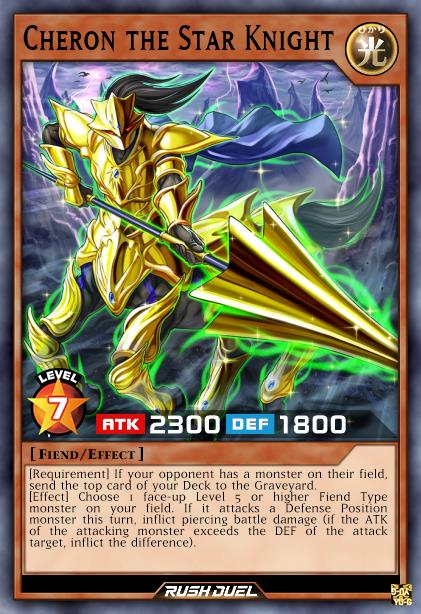 Cheron the Star Knight
ひかり
光
LEVEL
7
ATK 2300 DEF 1800
[ Fiend/Effect ]
[Requirement] If your opponent has a monster on their field,
send the top card of your Deck to the Graveyard.
[Effect] Choose 1 face-up Level 5 or higher Fiend Type
monster on your field. If it attacks a Defense Position
monster this turn, inflict piercing battle damage (if the ATK
of the attacking monster exceeds the DEF of the attack
target, inflict the difference).
RUSH DUEL